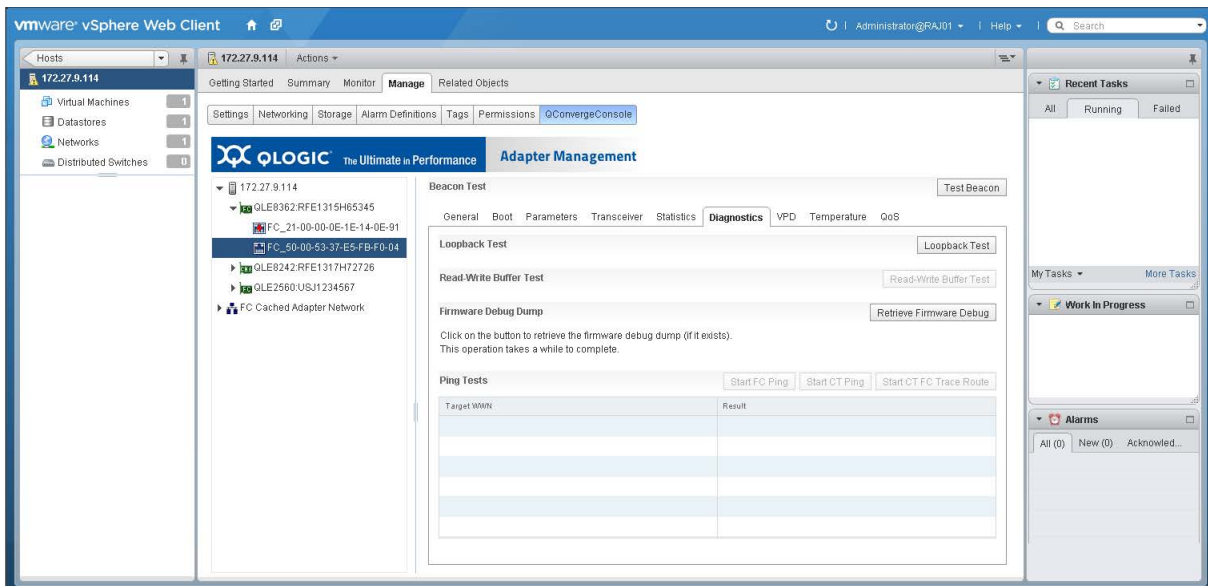 vmware® vSphere Web Client
Administrator@RAJ01
Help
Search
Hosts
172.27.9.114
Virtual Machines 1
Datastores 1
Networks 1
Distributed Switches 0
172.27.9.114 Actions
Getting Started Summary Monitor Manage Related Objects
Settings Networking Storage Alarm Definitions Tags Permissions QConvergeConsole
QLOGIC The Ultimate in Performance Adapter Management
172.27.9.114
QLE8362:RFE1315H65345
FC_21-00-00-0E-1E-14-0E-91
FC_50-00-53-37-E5-FB-F0-04
QLE8242:RFE1317H72726
QLE2560:USJ1234567
FC Cached Adapter Network
Beacon Test Test Beacon
General Boot Parameters Transceiver Statistics Diagnostics VPD Temperature QoS
Loopback Test Loopback Test
Read-Write Buffer Test Read-Write Buffer Test
Firmware Debug Dump Retrieve Firmware Debug
Click on the button to retrieve the firmware debug dump (if it exists).
This operation takes a while to complete.
Ping Tests Start FC Ping Start CT Ping Start CT FC Trace Route
Target WWN Result
Recent Tasks
All Running Failed
My Tasks More Tasks
Work In Progress
Alarms
All (0) New (0) Acknowled...